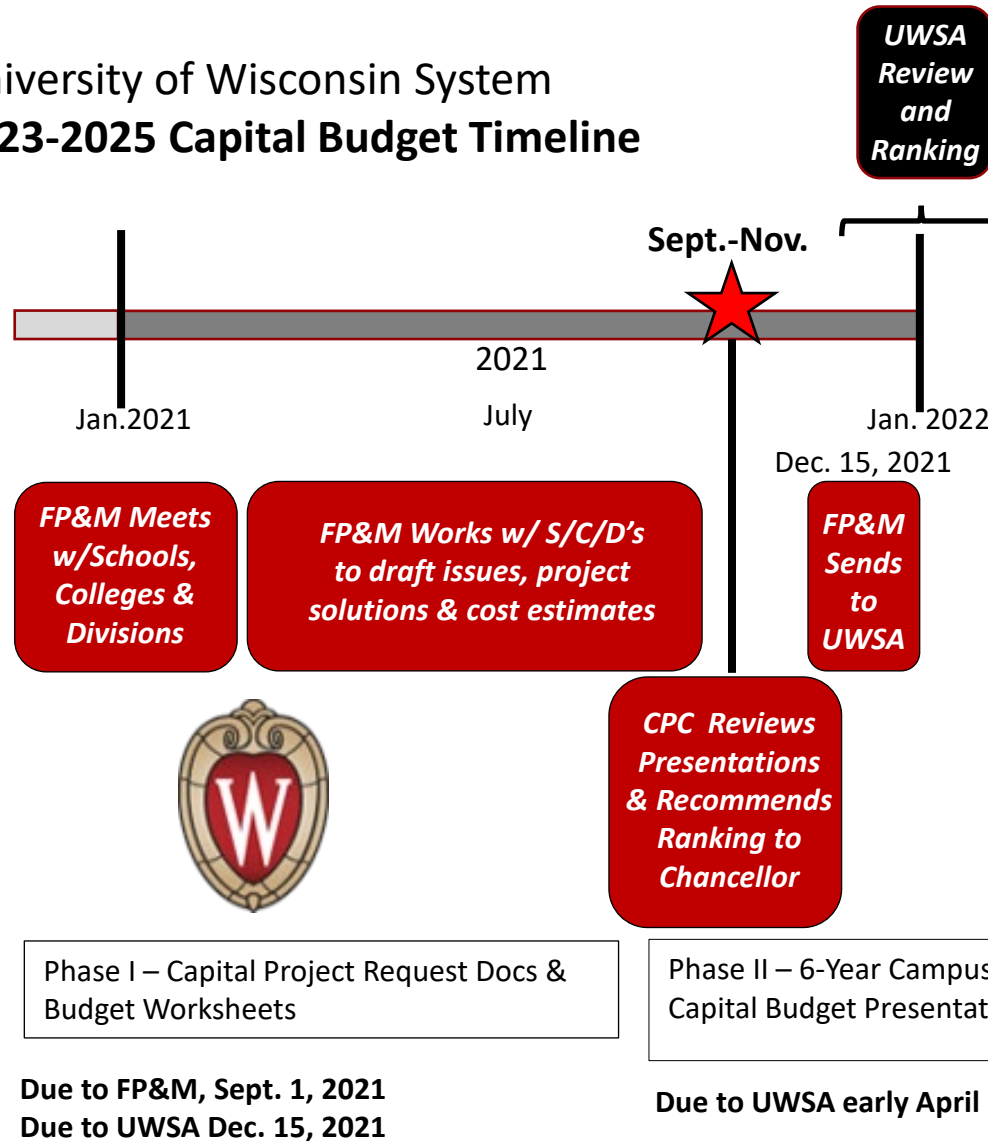 niversity of Wisconsin System
23-2025 Capital Budget Timeline
UWSA
Review
and
Ranking
Sept.-Nov.
2021
Jan.2021
July
Jan. 2022
Dec. 15, 2021
FP&M Meets
w/Schools,
Colleges &
Divisions
FP&M Works w/ S/C/D’s
to draft issues, project
solutions & cost estimates
FP&M
Sends
to
UWSA
CPC Reviews
Presentations
& Recommends
Ranking to
Chancellor
W
Phase I – Capital Project Request Docs &
Budget Worksheets
Phase II – 6-Year Campus
Capital Budget Presentat
Due to FP&M, Sept. 1, 2021
Due to UWSA Dec. 15, 2021
Due to UWSA early April